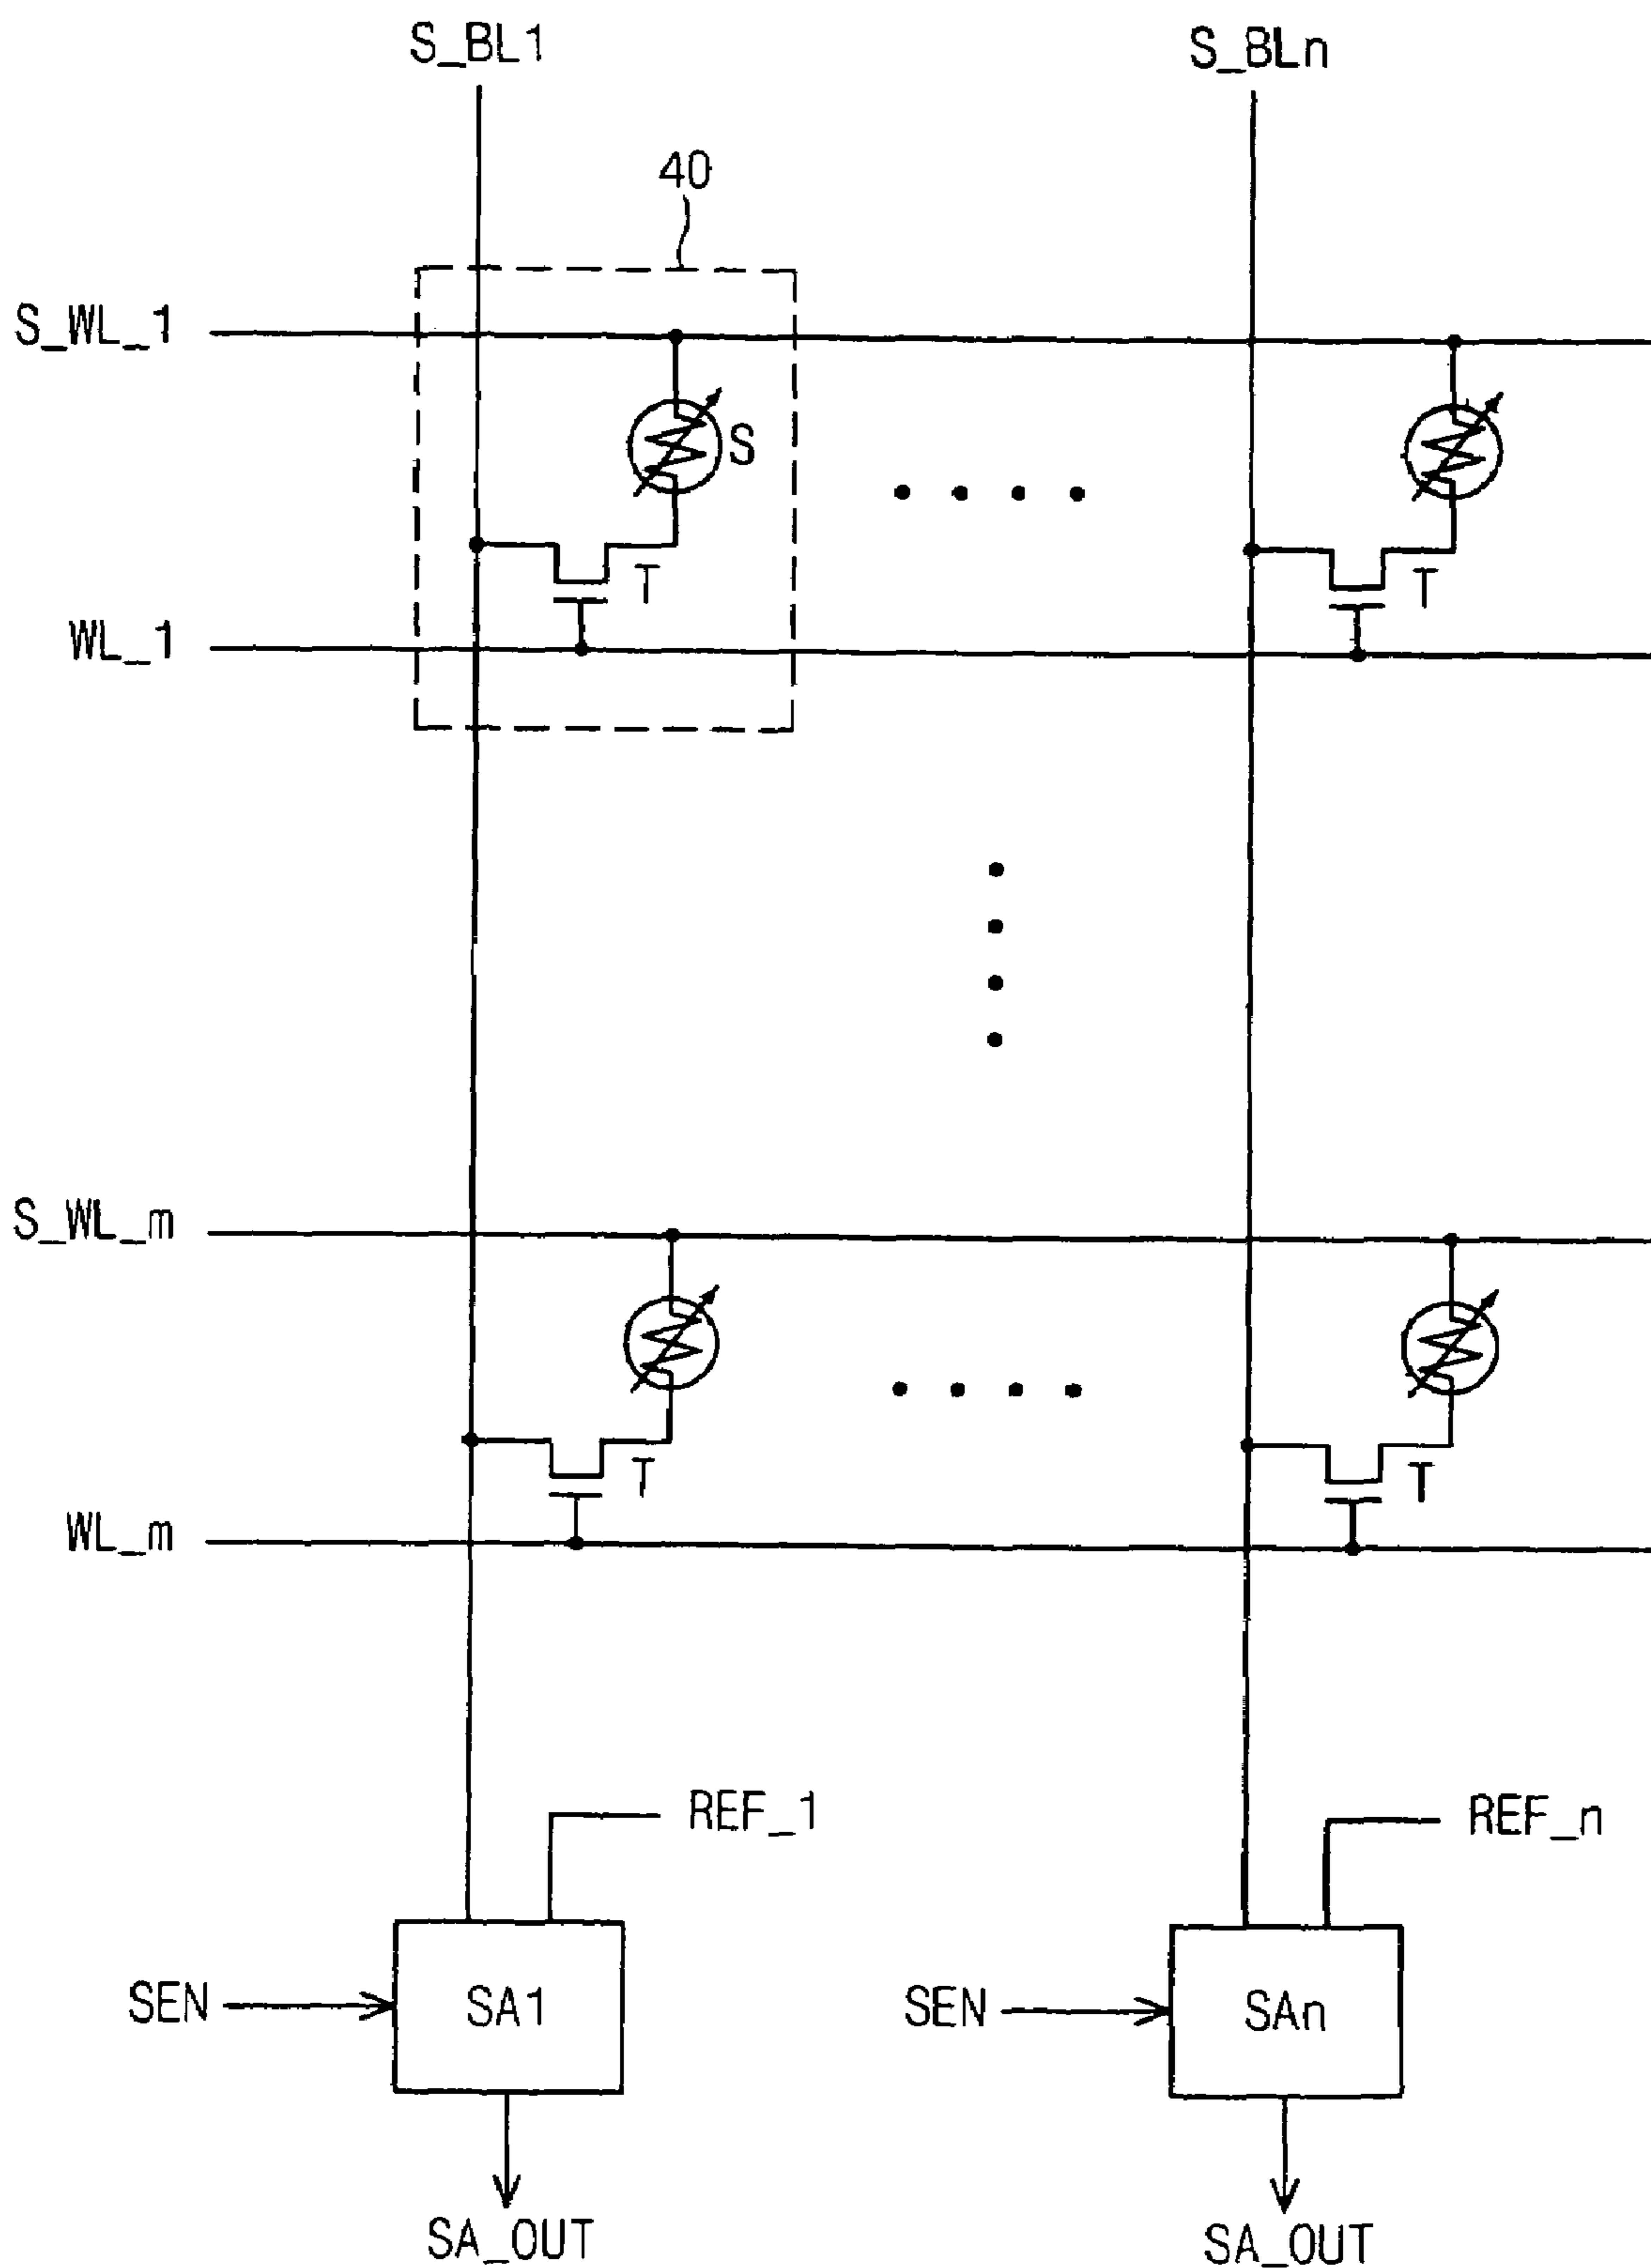 S_BL1
S_BLn
40
S_WL_1
S
T
T
WL_1
S_WL_m
T
T
WL_m
REF_1
REF_n
SEN
SA1
SEN
SAn
SA_OUT
SA_OUT